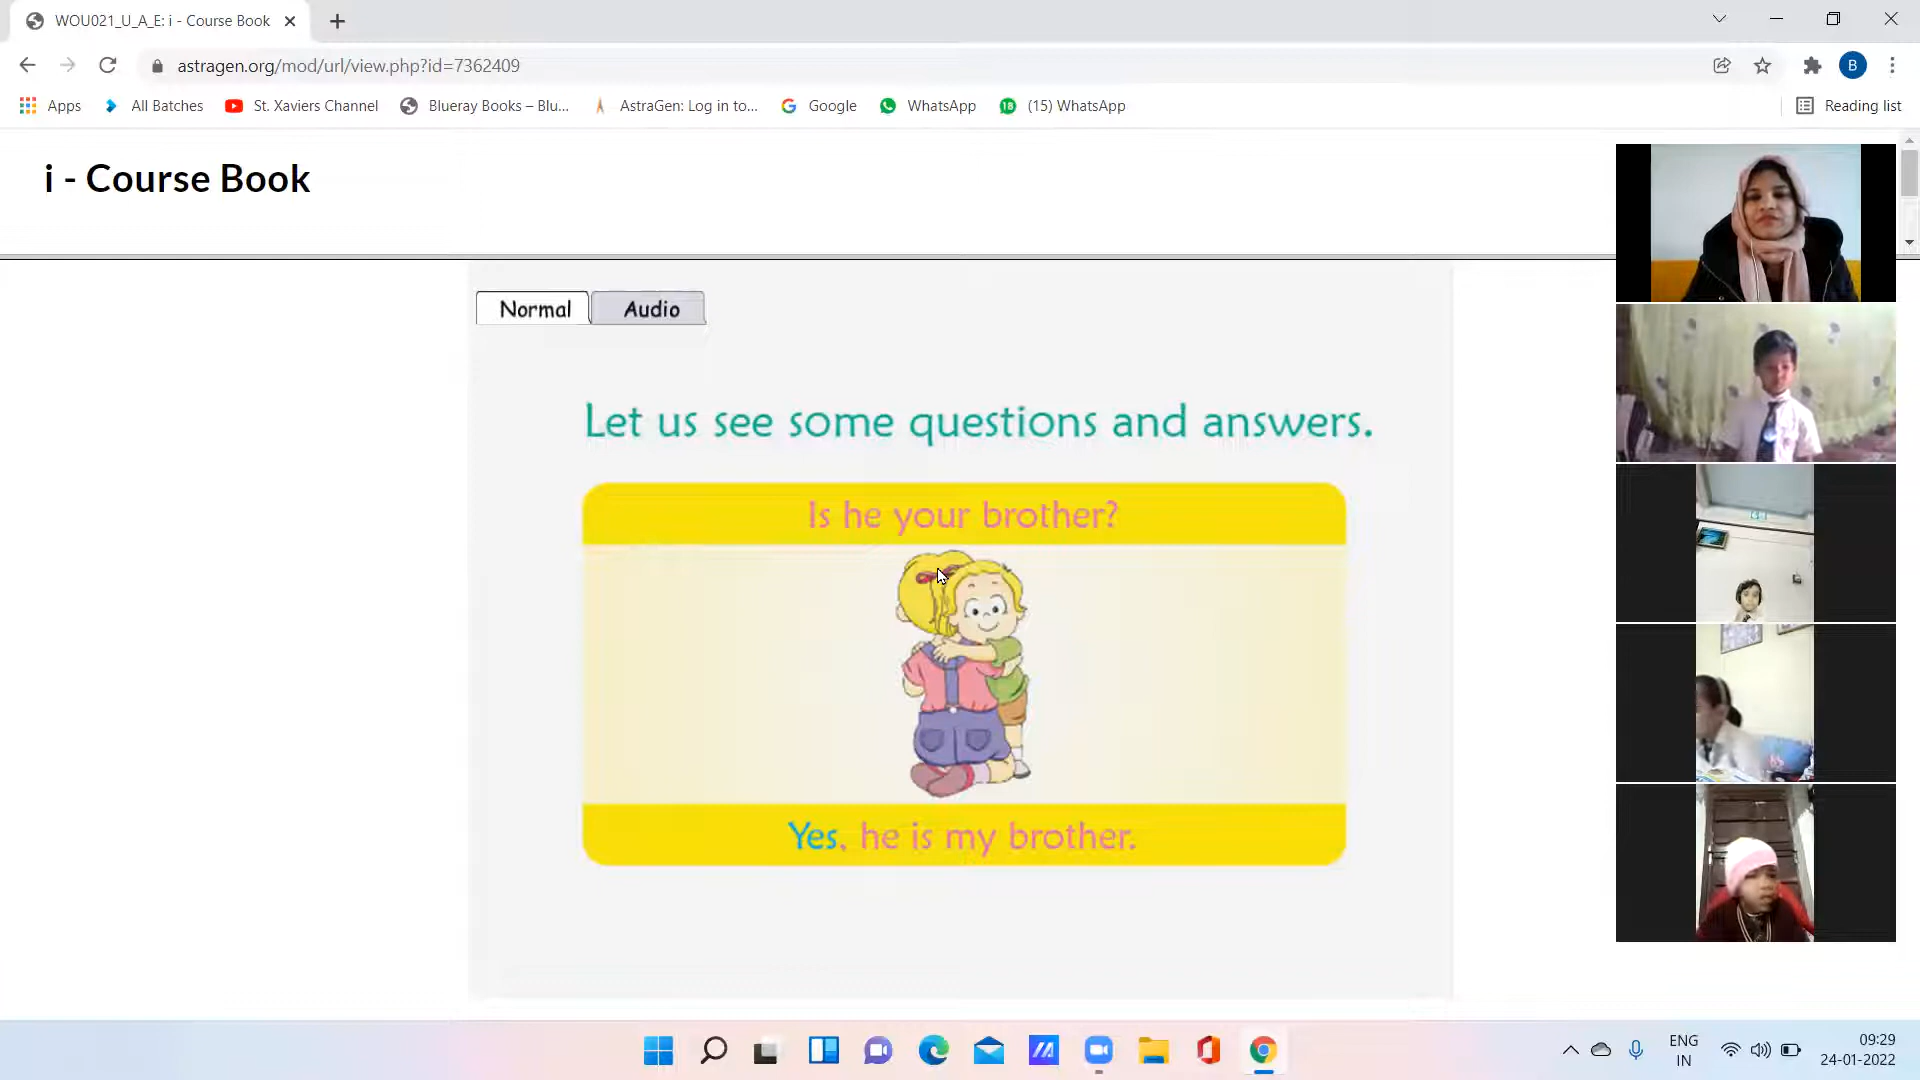 WOU021_U_A_E: i - Course Book
astragen.org/mod/url/view.php?id=7362409
B
Apps
All Batches
St. Xaviers Channel
Blueray Books – Blu...
AstraGen: Log in to...
Google
WhatsApp
(15) WhatsApp
Reading list
i - Course Book
Normal
Audio
Let us see some questions and answers.
Is he your brother?
Yes, he is my brother.
ENG
IN
09:29
24-01-2022